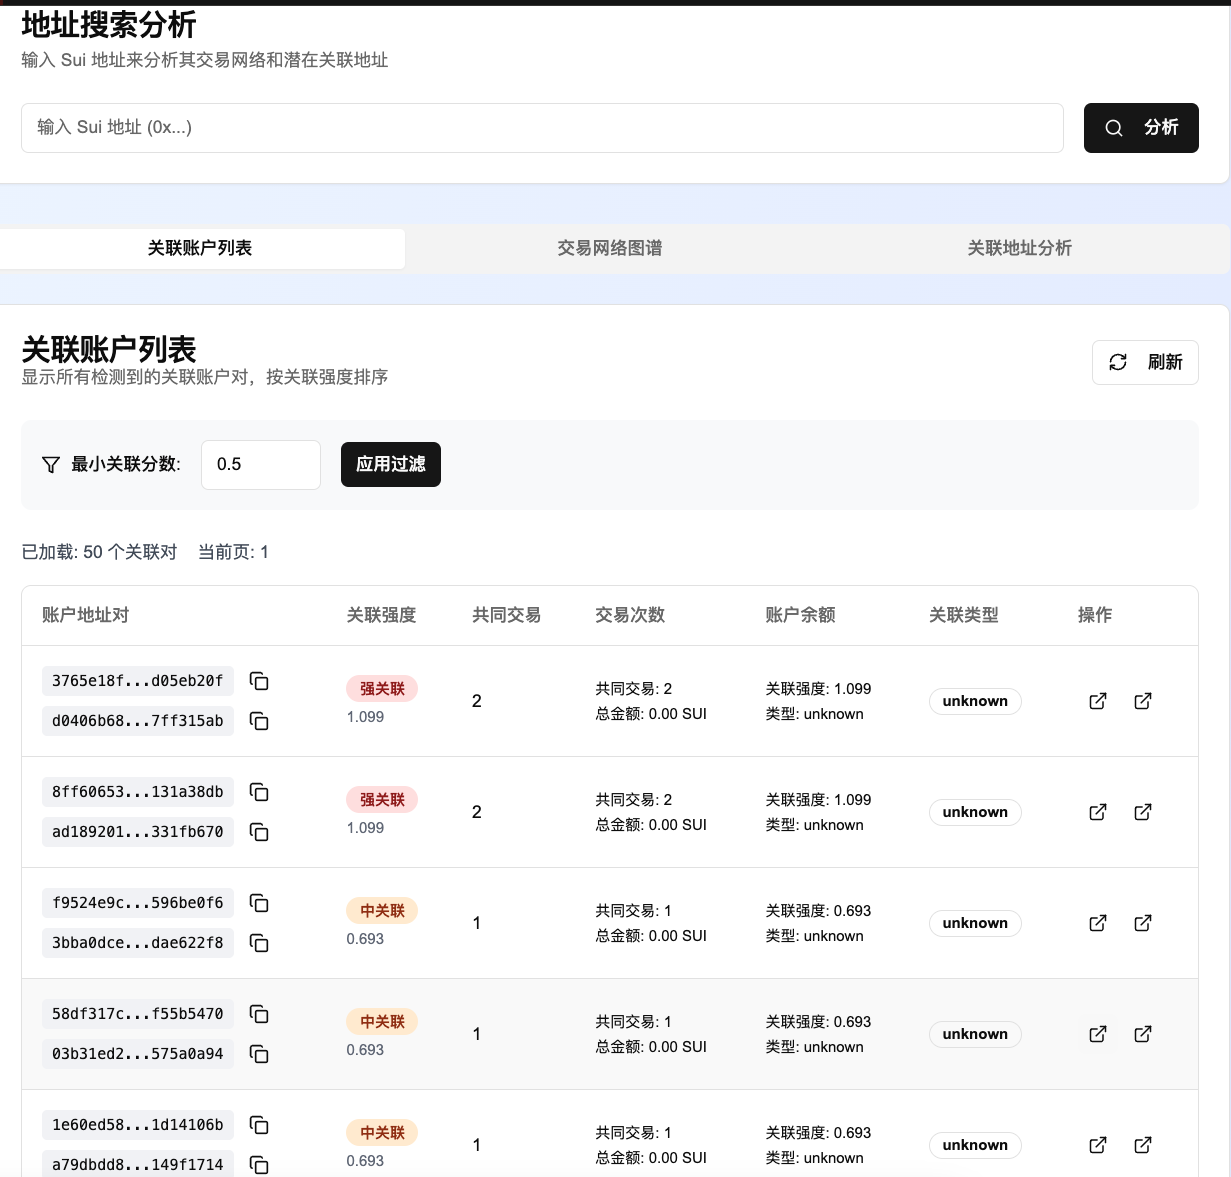 地址搜索分析
输入 Sui 地址来分析其交易网络和潜在关联地址
输入 Sui 地址 (0x...)
分析
关联账户列表 交易网络图谱 关联地址分析
关联账户列表
显示所有检测到的关联账户对，按关联强度排序
刷新
最小关联分数: 0.5 应用过滤
已加载: 50 个关联对 当前页: 1
账户地址对 关联强度 共同交易 交易次数 账户余额 关联类型 操作
3765e18f...d05eb20f
d0406b68...7ff315ab
强关联
1.099
2
共同交易: 2
总金额: 0.00 SUI
关联强度: 1.099
类型: unknown
unknown
8ff60653...131a38db
ad189201...331fb670
强关联
1.099
2
共同交易: 2
总金额: 0.00 SUI
关联强度: 1.099
类型: unknown
unknown
f9524e9c...596be0f6
3bba0dce...dae622f8
中关联
0.693
1
共同交易: 1
总金额: 0.00 SUI
关联强度: 0.693
类型: unknown
unknown
58df317c...f55b5470
03b31ed2...575a0a94
中关联
0.693
1
共同交易: 1
总金额: 0.00 SUI
关联强度: 0.693
类型: unknown
unknown
1e60ed58...1d14106b
a79dbdd8...149f1714
中关联
0.693
1
共同交易: 1
总金额: 0.00 SUI
关联强度: 0.693
类型: unknown
unknown